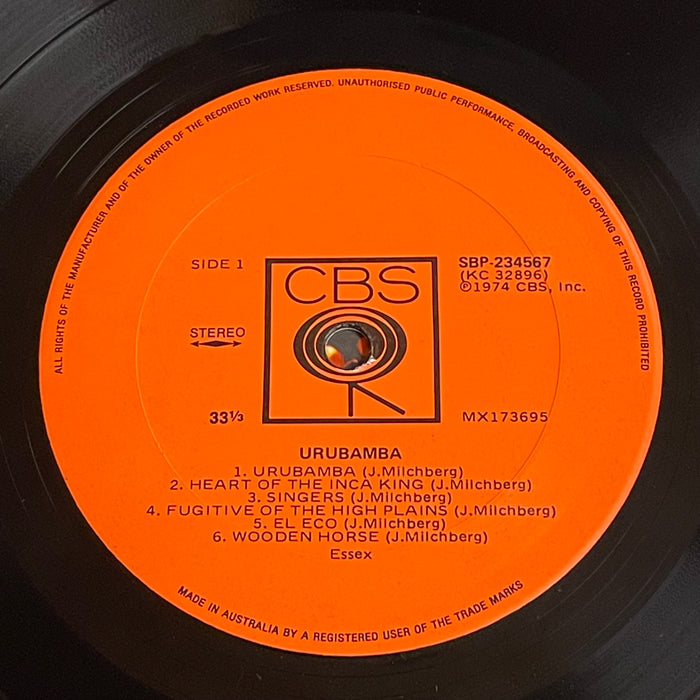 ALL RIGHTS OF THE MANUFACTURER AND OF THE OWNER OF THE RECORDED WORK RESERVED. UNAUTHORISED PUBLIC PERFORMANCE, BROADCASTING AND COPYING OF THIS RECORD PROHIBITED
SIDE 1
CBS
SBP-234567
(KC 32896)
℗1974 CBS, Inc.
STEREO
33⅓
MX173695
URUBAMBA
1. URUBAMBA (J.Milchberg)
2. HEART OF THE INCA KING (J.Milchberg)
3. SINGERS (J.Milchberg)
4. FUGITIVE OF THE HIGH PLAINS (J.Milchberg)
5. EL ECO (J.Milchberg)
6. WOODEN HORSE (J.Milchberg)
Essex
MADE IN AUSTRALIA BY A REGISTERED USER OF THE TRADE MARKS